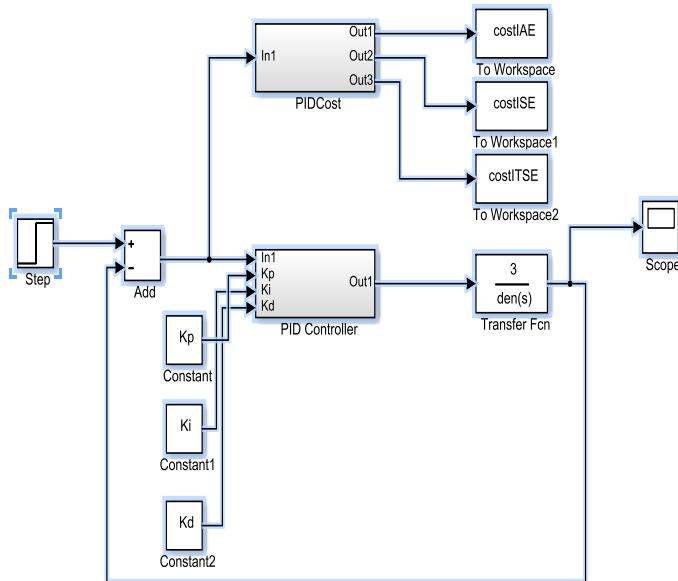 costIAE
To Workspace
In1
Out1
Out2
Out3
PIDCost
costISE
To Workspace1
costITSE
To Workspace2
Step
+
−
Add
In1
Kp
Ki
Kd
Out1
PID Controller
3
den(s)
Transfer Fcn
Scope
Kp
Constant
Ki
Constant1
Kd
Constant2